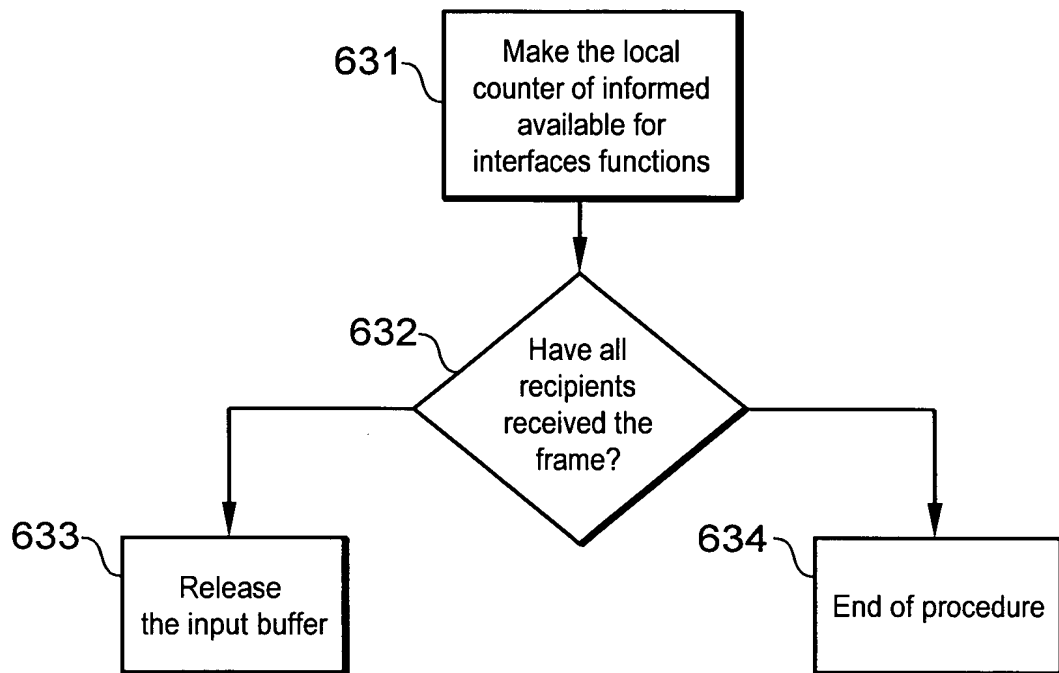 631
Make the local
counter of informed
available for
interfaces functions
632
Have all
recipients
received the
frame?
633
Release
the input buffer
634
End of procedure